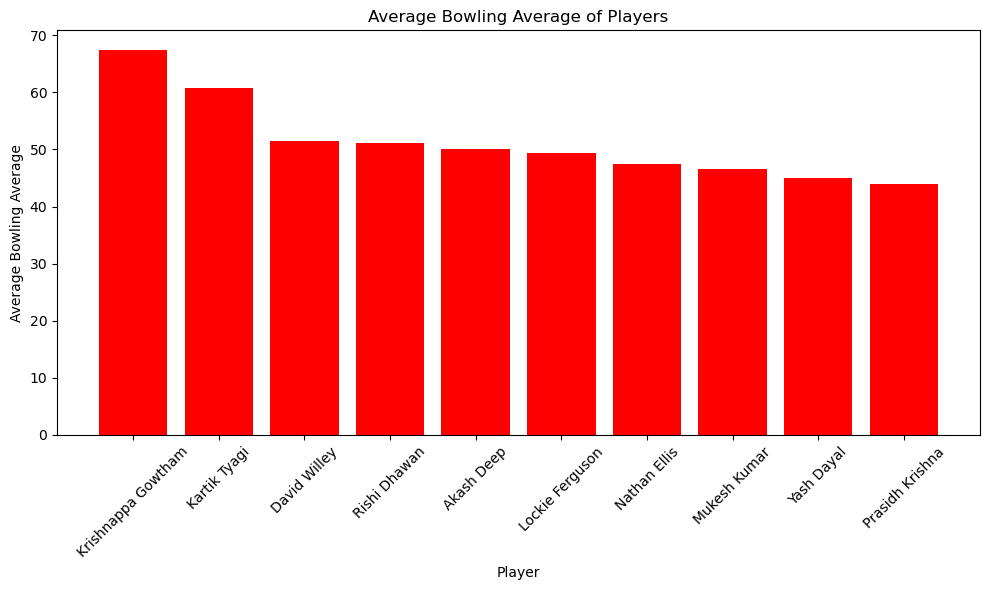 Average Bowling Average of Players
Average Bowling Average
70
60
50
40
30
20
10
0
Krishnappa Gowtham
Kartik Tyagi
David Willey
Rishi Dhawan
Akash Deep
Lockie Ferguson
Nathan Ellis
Mukesh Kumar
Yash Dayal
Prasidh Krishna
Player